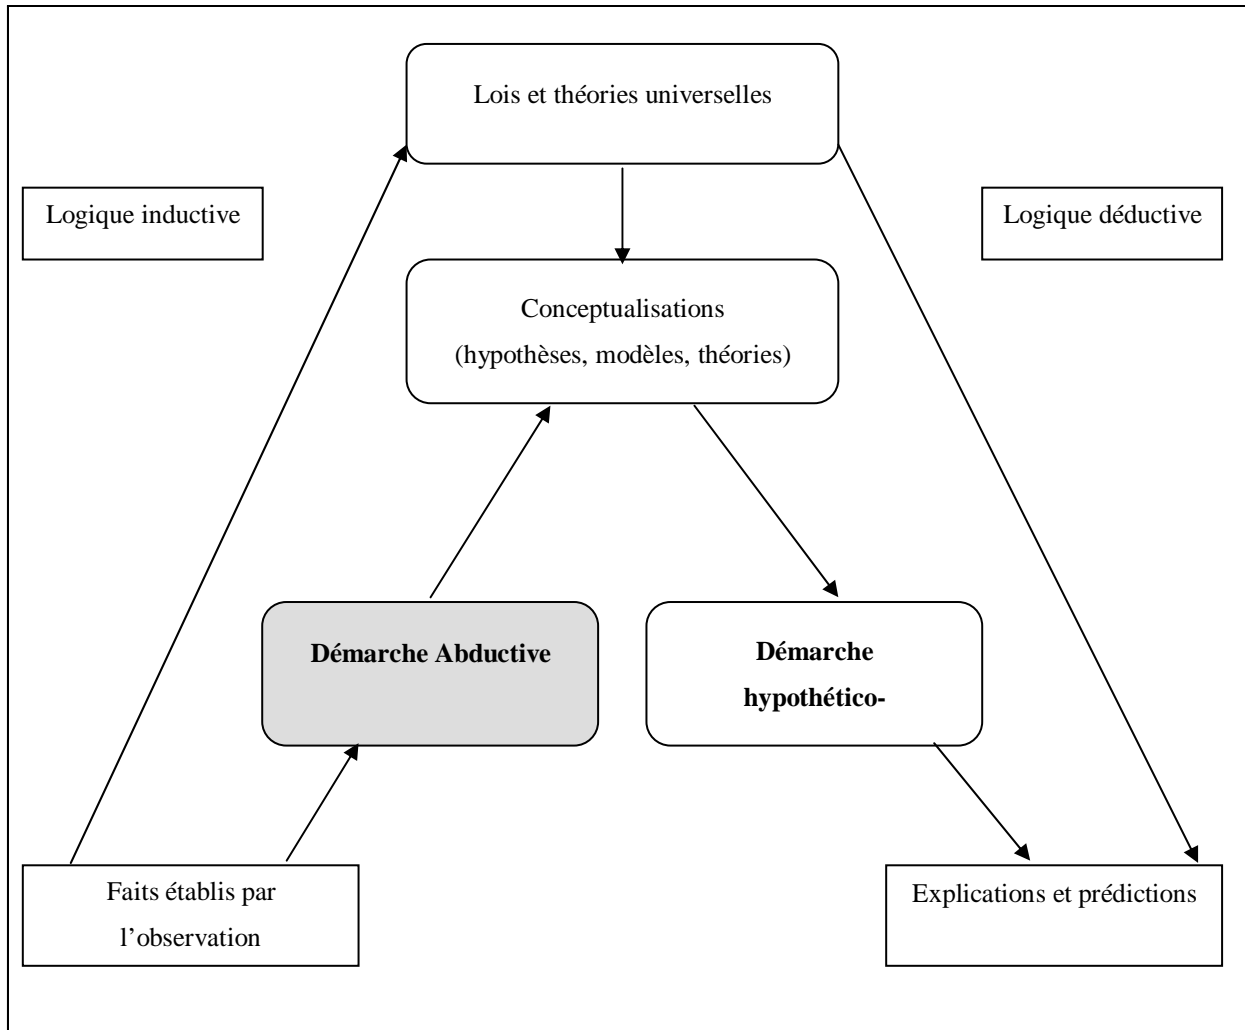 Lois et théories universelles
Logique inductive
Logique déductive
Conceptualisations
(hypothèses, modèles, théories)
Démarche Abductive
Démarche
hypothético-
Faits établis par
l’observation
Explications et prédictions